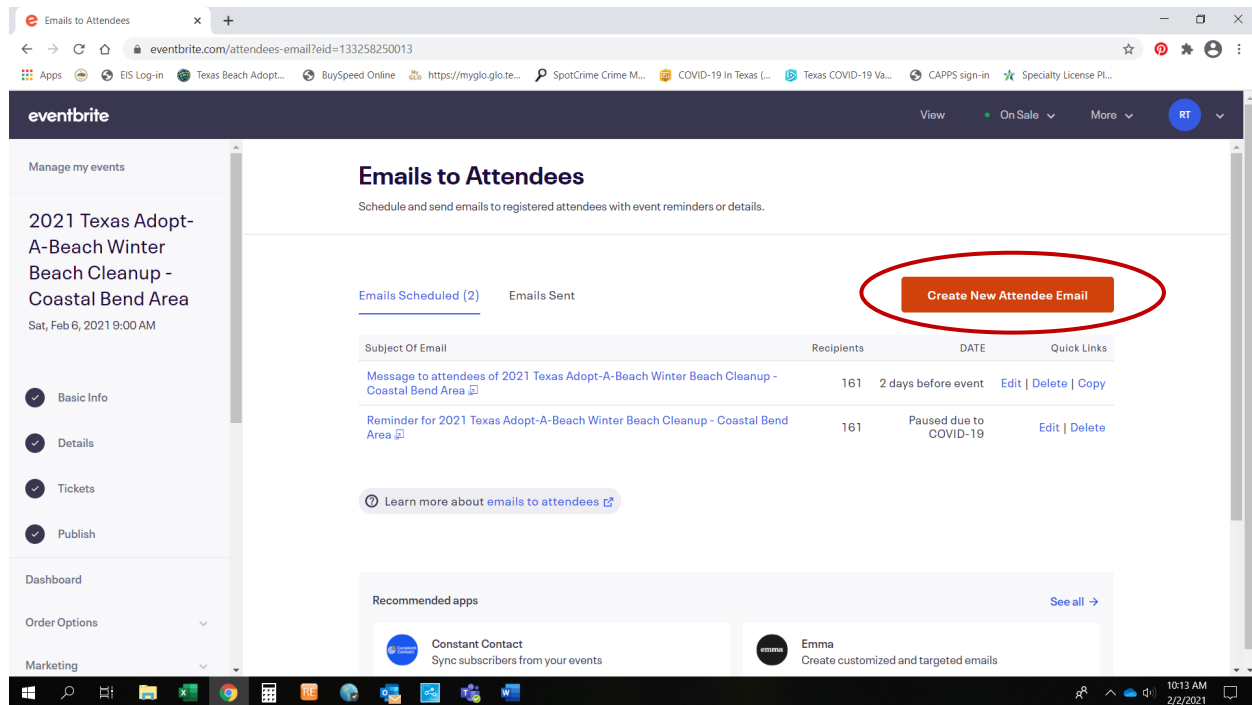 Emails to Attendees
eventbrite.com/attendees-email?eid=133258250013
Apps
EIS Log-in
Texas Beach Adopt...
BuySpeed Online
https://myglo.glo.te...
SpotCrime Crime M...
COVID-19 In Texas (...
Texas COVID-19 Va...
CAPPS sign-in
Specialty License Pl...
eventbrite
View
On Sale
More
RT
Manage my events
2021 Texas Adopt-
A-Beach Winter
Beach Cleanup -
Coastal Bend Area
Sat, Feb 6, 2021 9:00 AM
Basic Info
Details
Tickets
Publish
Dashboard
Order Options
Marketing
Emails to Attendees
Schedule and send emails to registered attendees with event reminders or details.
Emails Scheduled (2)
Emails Sent
Create New Attendee Email
Subject Of Email
Recipients
DATE
Quick Links
Message to attendees of 2021 Texas Adopt-A-Beach Winter Beach Cleanup -
Coastal Bend Area
161
2 days before event
Edit | Delete | Copy
Reminder for 2021 Texas Adopt-A-Beach Winter Beach Cleanup - Coastal Bend
Area
161
Paused due to
COVID-19
Edit | Delete
Learn more about emails to attendees
Recommended apps
See all →
Constant Contact
Constant Contact
Sync subscribers from your events
emma
Emma
Create customized and targeted emails
RE
10:13 AM
2/2/2021